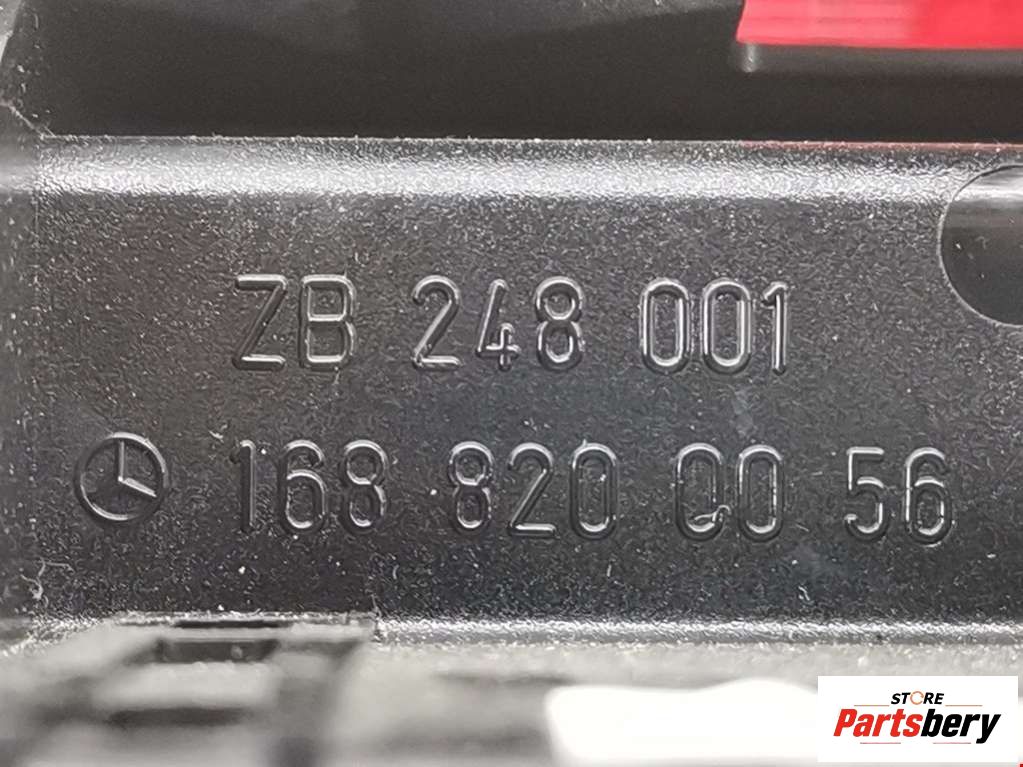 ZB 248 001
168 820 00 56
STORE
Partsbery